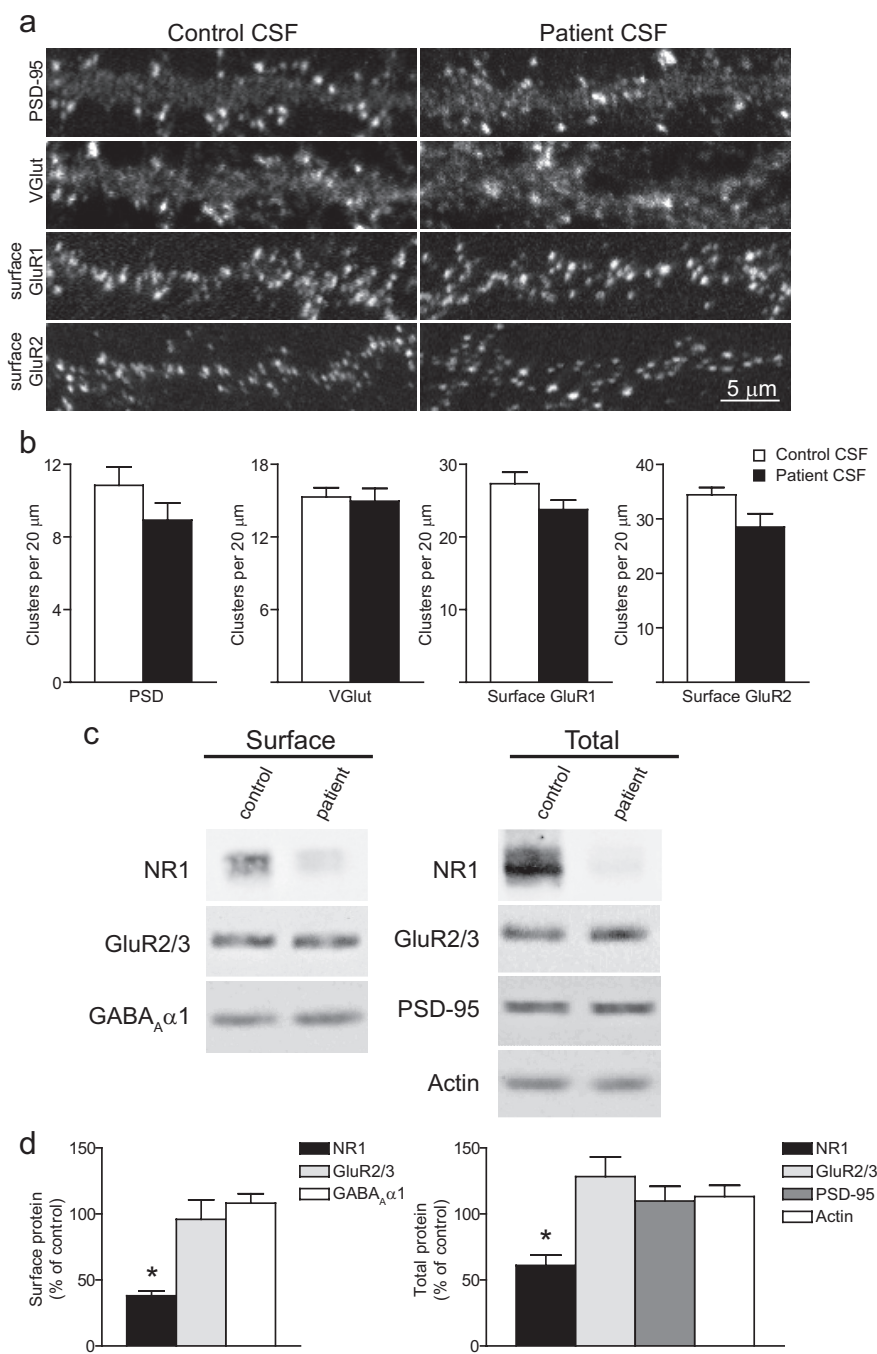 a
Control CSF Patient CSF
PSD-95
VGlut
surface
GluR1
surface
GluR2
5 μm
b
Clusters per 20 μm
12
8
4
0
PSD
Clusters per 20 μm
18
12
6
VGlut
Clusters per 20 μm
30
20
10
Surface GluR1
Clusters per 20 μm
40
30
20
10
Surface GluR2
Control CSF
Patient CSF
c
Surface Total
control patient control patient
NR1 NR1
GluR2/3 GluR2/3
GABAAα1 PSD-95
Actin
d
Surface protein
(% of control)
150
100
50
0
*
NR1
GluR2/3
GABAAα1
Total protein
(% of control)
150
100
50
0
*
NR1
GluR2/3
PSD-95
Actin